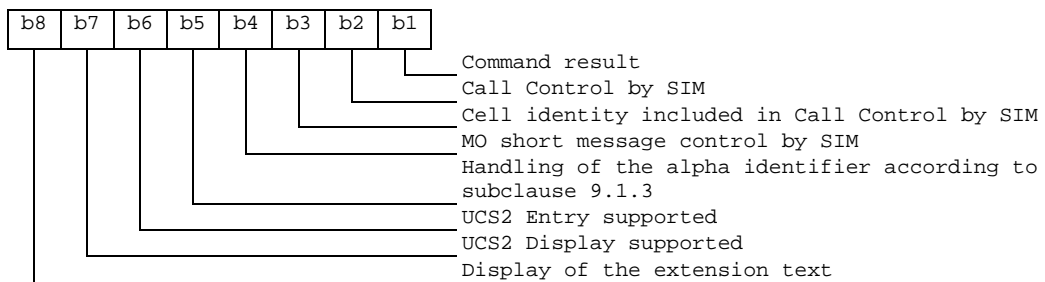 b8 b7 b6 b5 b4 b3 b2 b1
Command result
Call Control by SIM
Cell identity included in Call Control by SIM
MO short message control by SIM
Handling of the alpha identifier according to
subclause 9.1.3
UCS2 Entry supported
UCS2 Display supported
Display of the extension text